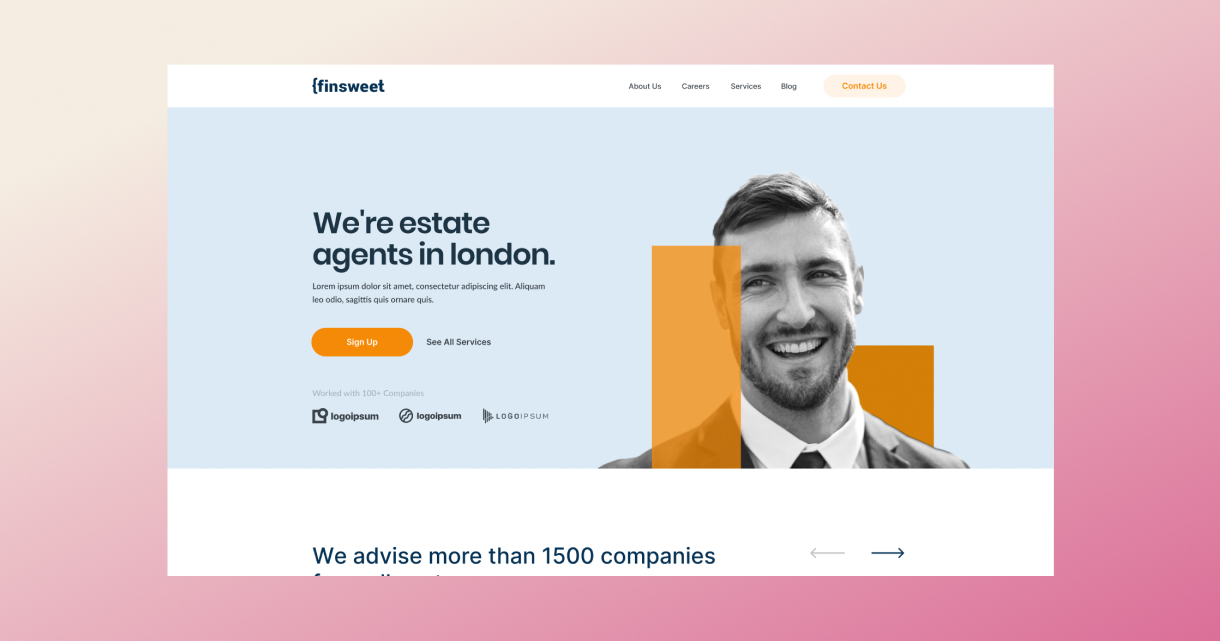 {finsweet
About Us Careers Services Blog Contact Us
We're estate
agents in london.
Lorem ipsum dolor sit amet, consectetur adipiscing elit. Aliquam
leo odio, sagittis quis ornare quis.
Sign Up See All Services
Worked with 100+ Companies
logoipsum logoipsum LOGOIPSUM
We advise more than 1500 companies